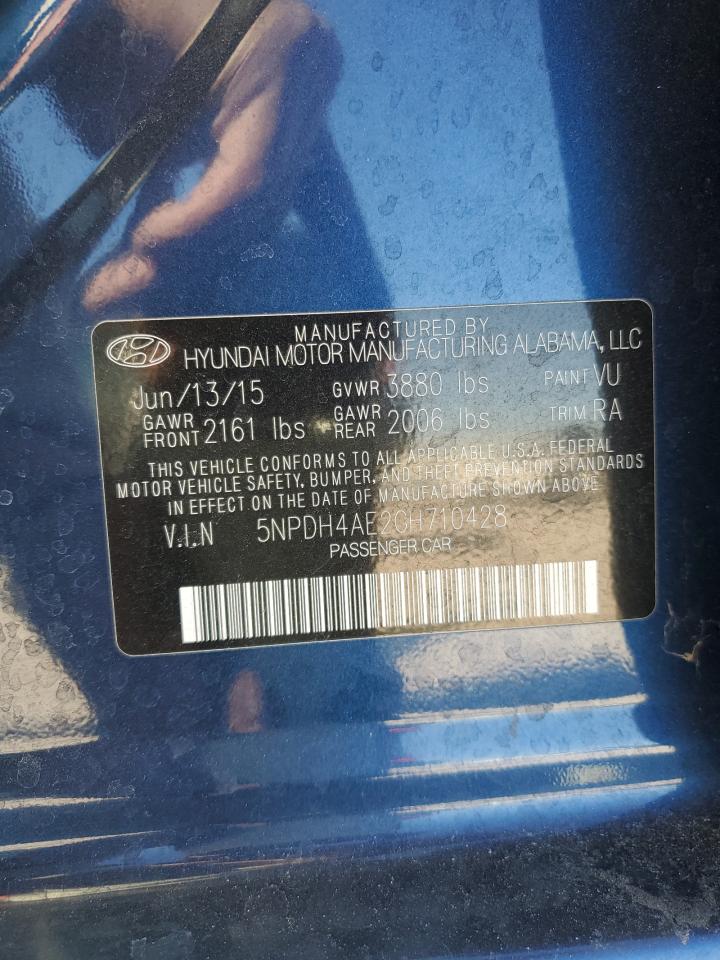 MANUFACTURED BY
HYUNDAI MOTOR MANUFACTURING ALABAMA, LLC
Jun/13/15 GVWR 3880 lbs PAINT VU
GAWR FRONT 2161 lbs GAWR REAR 2006 lbs TRIM RA
THIS VEHICLE CONFORMS TO ALL APPLICABLE U.S.A. FEDERAL
MOTOR VEHICLE SAFETY, BUMPER, AND THEFT PREVENTION STANDARDS
IN EFFECT ON THE DATE OF MANUFACTURE SHOWN ABOVE
V.I.N 5NPDH4AE2GH710428
PASSENGER CAR